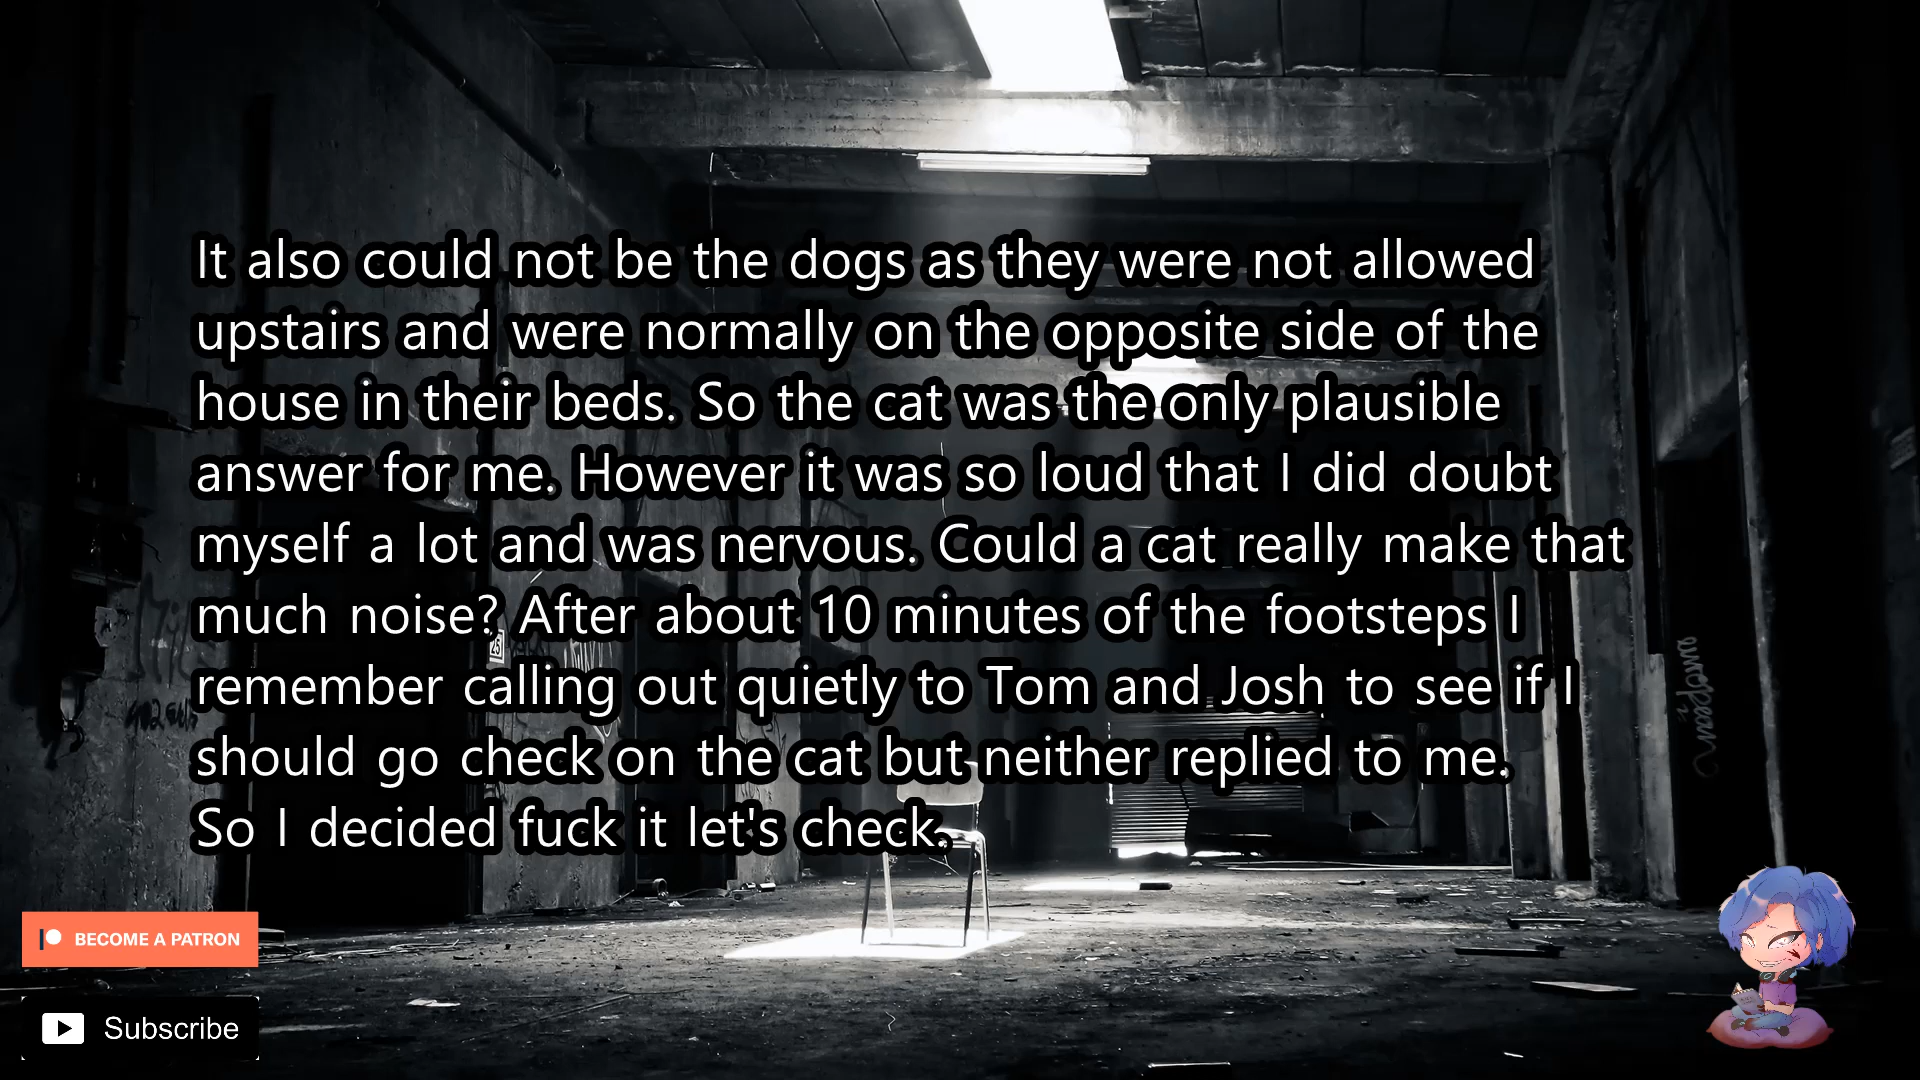 It also could not be the dogs as they were not allowed
upstairs and were normally on the opposite side of the
house in their beds. So the cat was the only plausible
answer for me. However it was so loud that I did doubt
myself a lot and was nervous. Could a cat really make that
much noise? After about 10 minutes of the footsteps I
remember calling out quietly to Tom and Josh to see if I
should go check on the cat but neither replied to me.
So I decided fuck it let's check.
25
BECOME A PATRON
Subscribe